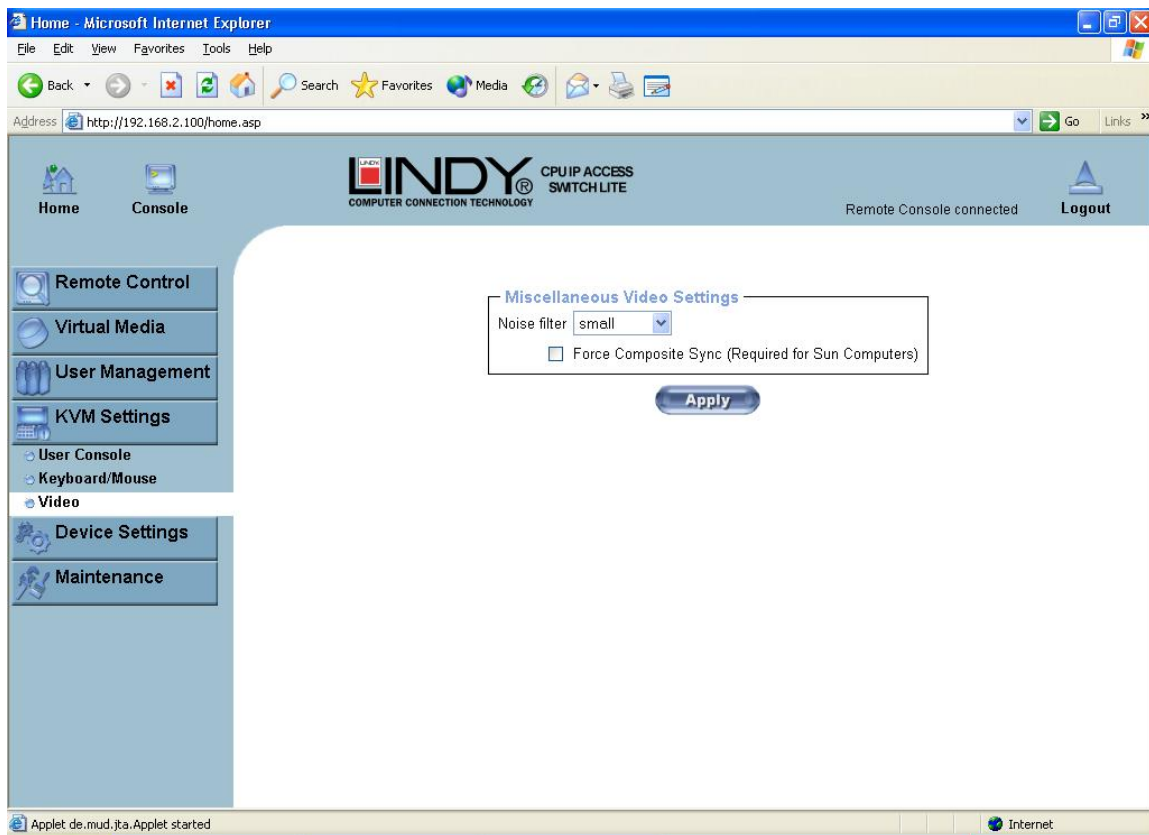 Home - Microsoft Internet Explorer
File Edit View Favorites Tools Help
Back Search Favorites Media
Address http://192.168.2.100/home.asp Go Links »
Home Console
LINDY
LINDY®
COMPUTER CONNECTION TECHNOLOGY
CPU IP ACCESS
SWITCH LITE
Remote Console connected
Logout
Remote Control
Virtual Media
User Management
KVM Settings
User Console
Keyboard/Mouse
Video
Device Settings
Maintenance
Miscellaneous Video Settings
Noise filter small
Force Composite Sync (Required for Sun Computers)
Apply
Applet de.mud.jta.Applet started Internet